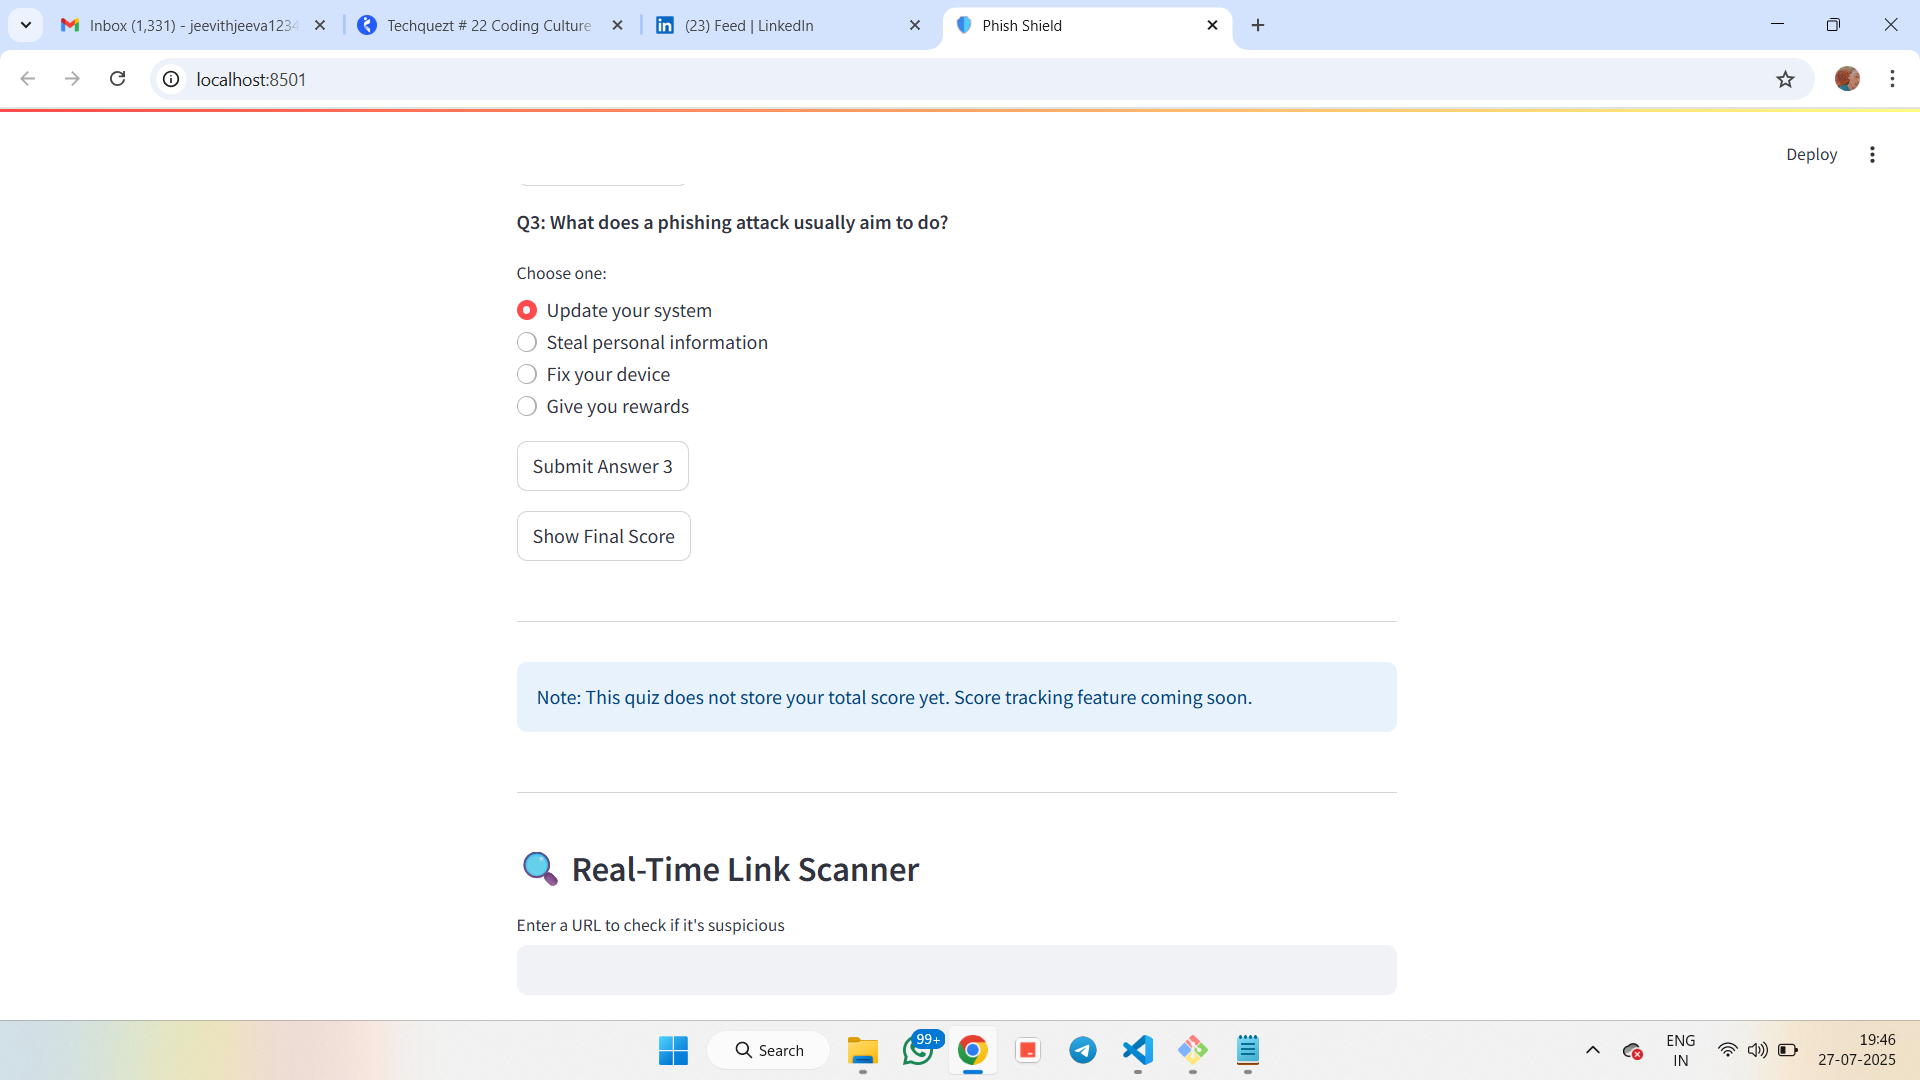 Inbox (1,331) - jeevithjeeva1234
Techquezt # 22 Coding Culture
(23) Feed | LinkedIn
Phish Shield
localhost:8501
Deploy
Q3: What does a phishing attack usually aim to do?
Choose one:
Update your system
Steal personal information
Fix your device
Give you rewards
Submit Answer 3
Show Final Score
Note: This quiz does not store your total score yet. Score tracking feature coming soon.
Real-Time Link Scanner
Enter a URL to check if it's suspicious
Search
99+
ENG
IN
19:46
27-07-2025